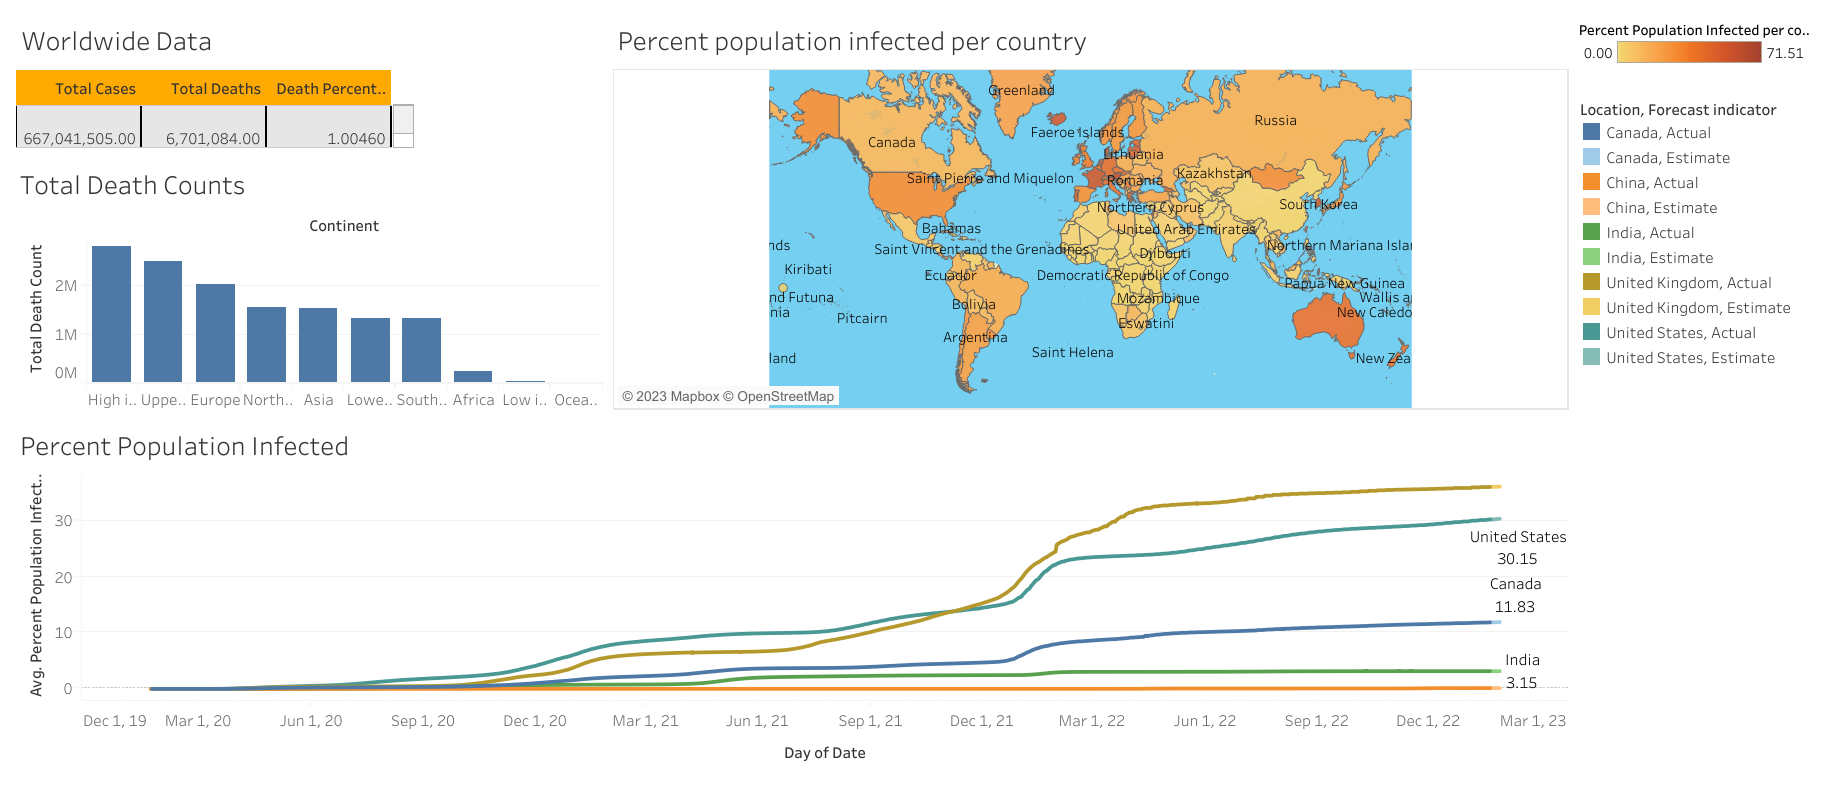 Worldwide Data
Total Cases Total Deaths Death Percent..
667,041,505.00 6,701,084.00 1.00460
Total Death Counts
Continent
Total Death Count
2M
1M
0M
High i.. Uppe.. Europe North.. Asia Lowe.. South.. Africa Low i.. Ocea..
Percent population infected per country
Greenland
Russia
Faeroe Islands
Canada
Lithuania
Kazakhstan
Saint Pierre and Miquelon
Romania
South Korea
Northern Cyprus
Bahamas
United Arab Emirates
nds
Saint Vincent and the Grenadines
Djibouti
Northern Mariana Islar
Kiribati
Ecuador
Democratic Republic of Congo
Papua New Guinea
nd Futuna
Mozambique
Wallis a
Bolivia
nia
New Caledo
Pitcairn
Eswatini
Argentina
Saint Helena
land
New Zea
© 2023 Mapbox © OpenStreetMap
Percent Population Infected per co..
0.00 71.51
Location, Forecast indicator
Canada, Actual
Canada, Estimate
China, Actual
China, Estimate
India, Actual
India, Estimate
United Kingdom, Actual
United Kingdom, Estimate
United States, Actual
United States, Estimate
Percent Population Infected
Avg. Percent Population Infect..
30
20
10
0
United States
30.15
Canada
11.83
India
3.15
Dec 1, 19 Mar 1, 20 Jun 1, 20 Sep 1, 20 Dec 1, 20 Mar 1, 21 Jun 1, 21 Sep 1, 21 Dec 1, 21 Mar 1, 22 Jun 1, 22 Sep 1, 22 Dec 1, 22 Mar 1, 23
Day of Date